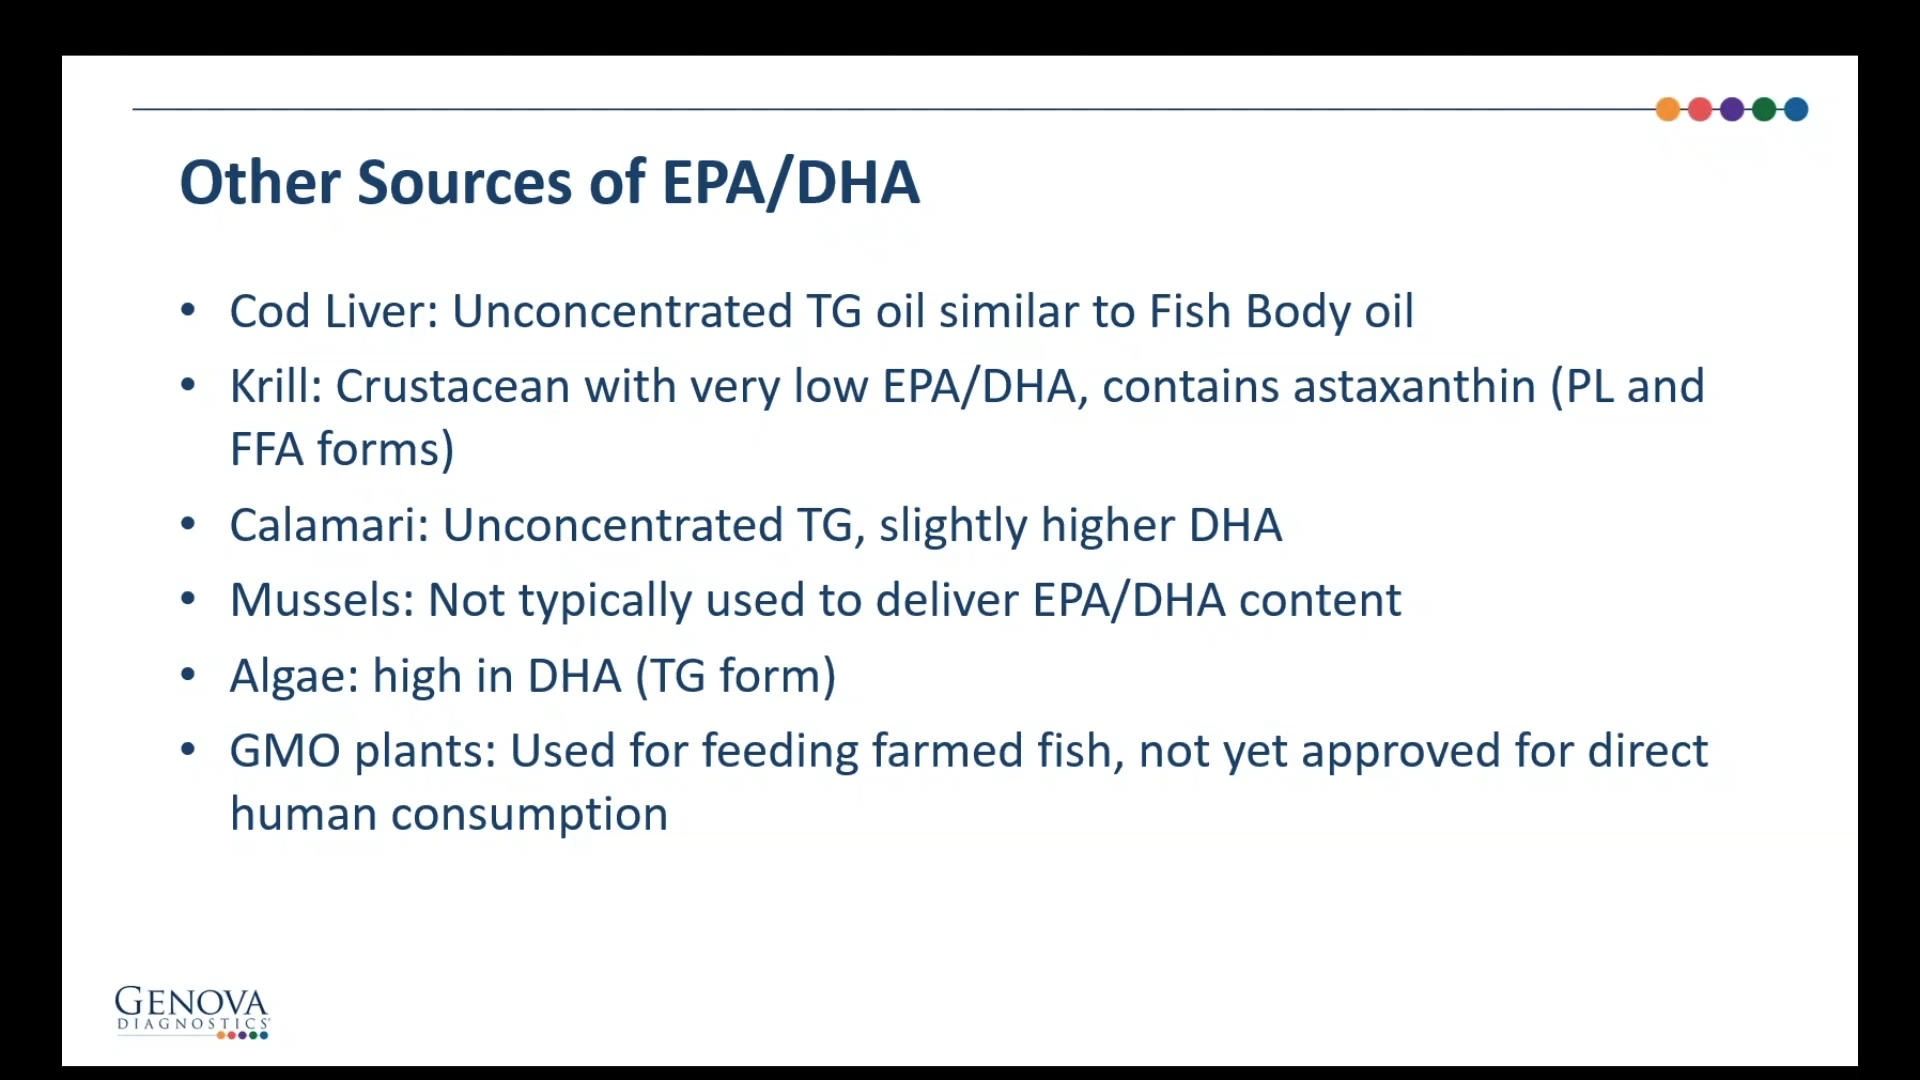 Other Sources of EPA/DHA
• Cod Liver: Unconcentrated TG oil similar to Fish Body oil
• Krill: Crustacean with very low EPA/DHA, contains astaxanthin (PL and
FFA forms)
• Calamari: Unconcentrated TG, slightly higher DHA
• Mussels: Not typically used to deliver EPA/DHA content
• Algae: high in DHA (TG form)
• GMO plants: Used for feeding farmed fish, not yet approved for direct
human consumption
GENOVA
DIAGNOSTICS